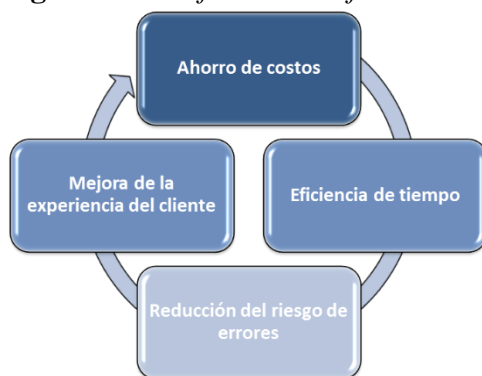 Ahorro de costos
Mejora de la
experiencia del cliente
Eficiencia de tiempo
Reducción del riesgo de
errores